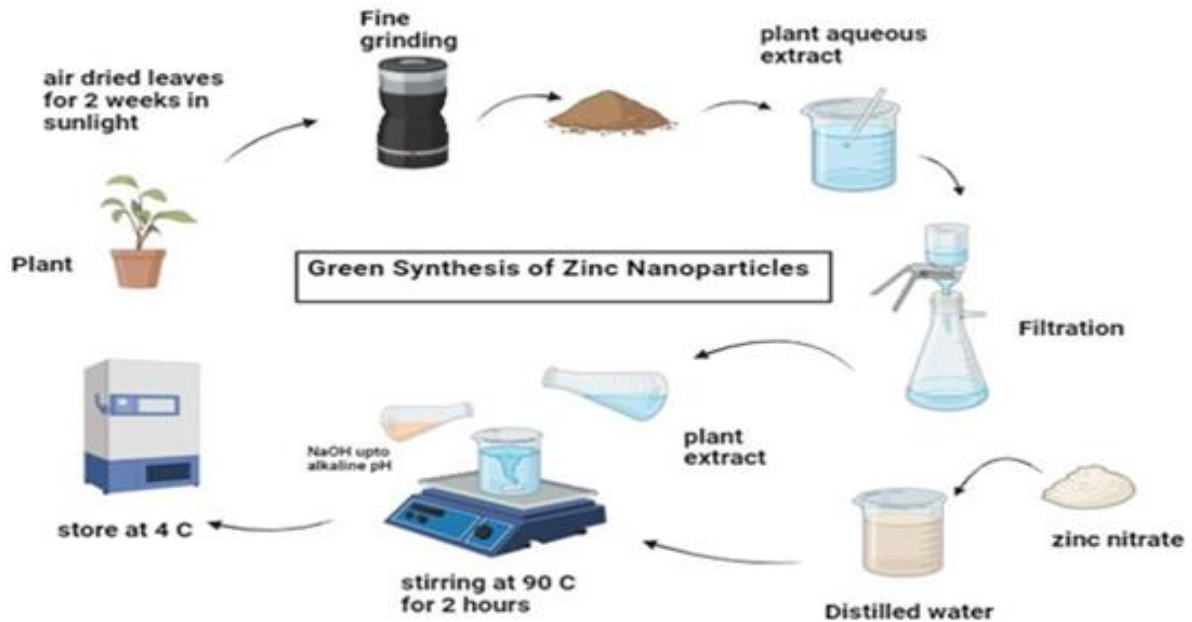 Fine
grinding
plant aqueous
extract
air dried leaves
for 2 weeks in
sunlight
Plant
Green Synthesis of Zinc Nanoparticles
Filtration
plant
extract
NaOH upto
alkaline pH
zinc nitrate
store at 4 C
stirring at 90 C
for 2 hours
Distilled water